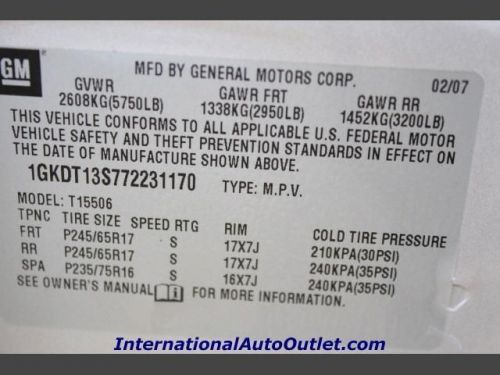 GM
MFD BY GENERAL MOTORS CORP. 02/07
GVWR GAWR FRT GAWR RR
2608KG(5750LB) 1338KG(2950LB) 1452KG(3200LB)
THIS VEHICLE CONFORMS TO ALL APPLICABLE U.S. FEDERAL MOTOR
VEHICLE SAFETY AND THEFT PREVENTION STANDARDS IN EFFECT ON
THE DATE OF MANUFACTURE SHOWN ABOVE.
1GKDT13S772231170 TYPE: M.P.V.
MODEL: T15506
TPNC TIRE SIZE SPEED RTG RIM COLD TIRE PRESSURE
FRT P245/65R17 S 17X7J 210KPA(30PSI)
RR P245/65R17 S 17X7J 240KPA(35PSI)
SPA P235/75R16 S 16X7J 240KPA(35PSI)
SEE OWNER'S MANUAL FOR MORE INFORMATION.
InternationalAutoOutlet.com